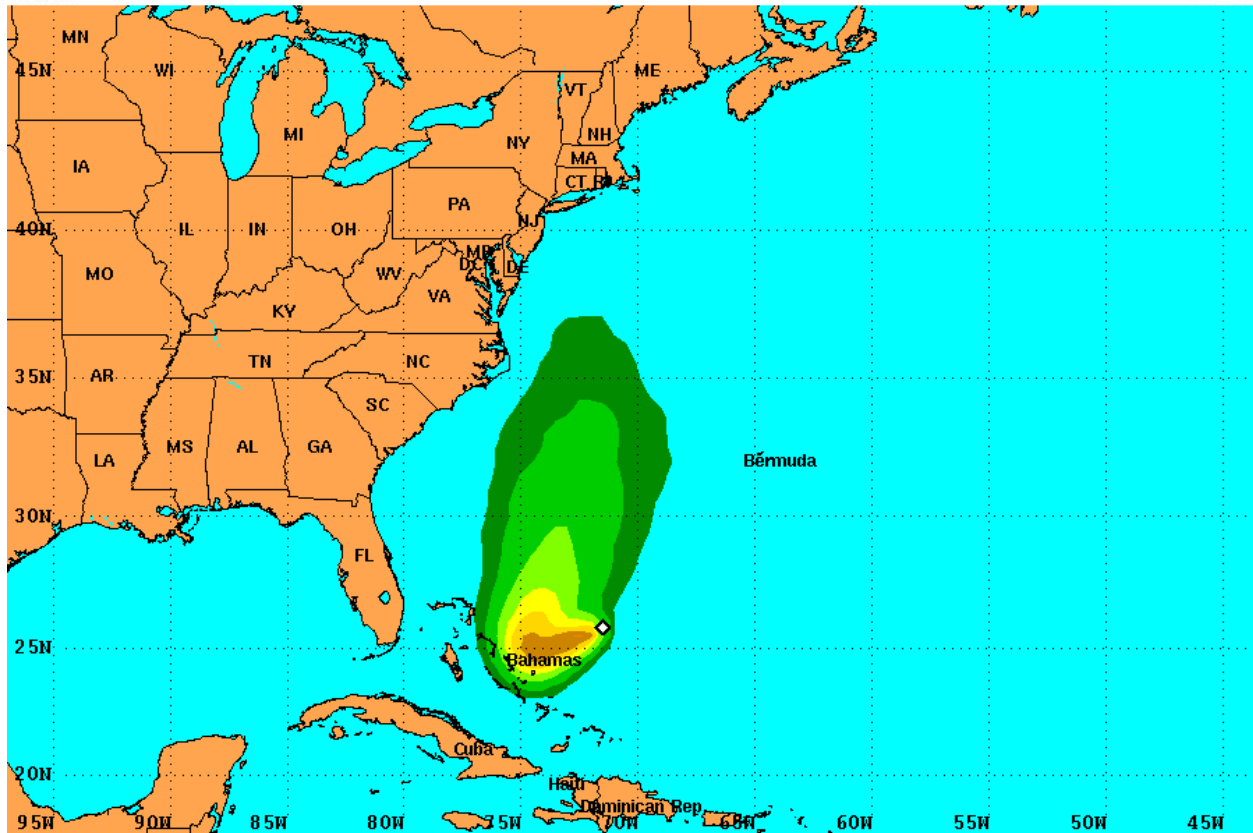 MN
WI
ME
45N
VT
MI
NY
NH
MA
IA
CT RI
PA
NJ
40N
IL
IN
OH
MD
MO
WV
DC
DE
VA
KY
TN
NC
35N
AR
SC
MS
AL
GA
LA
Bermuda
30N
FL
25N
Bahamas
Cuba
20N
Haiti
Dominican Rep
95W 90W 85W 80W 75W 70W 65W 60W 55W 50W 45W